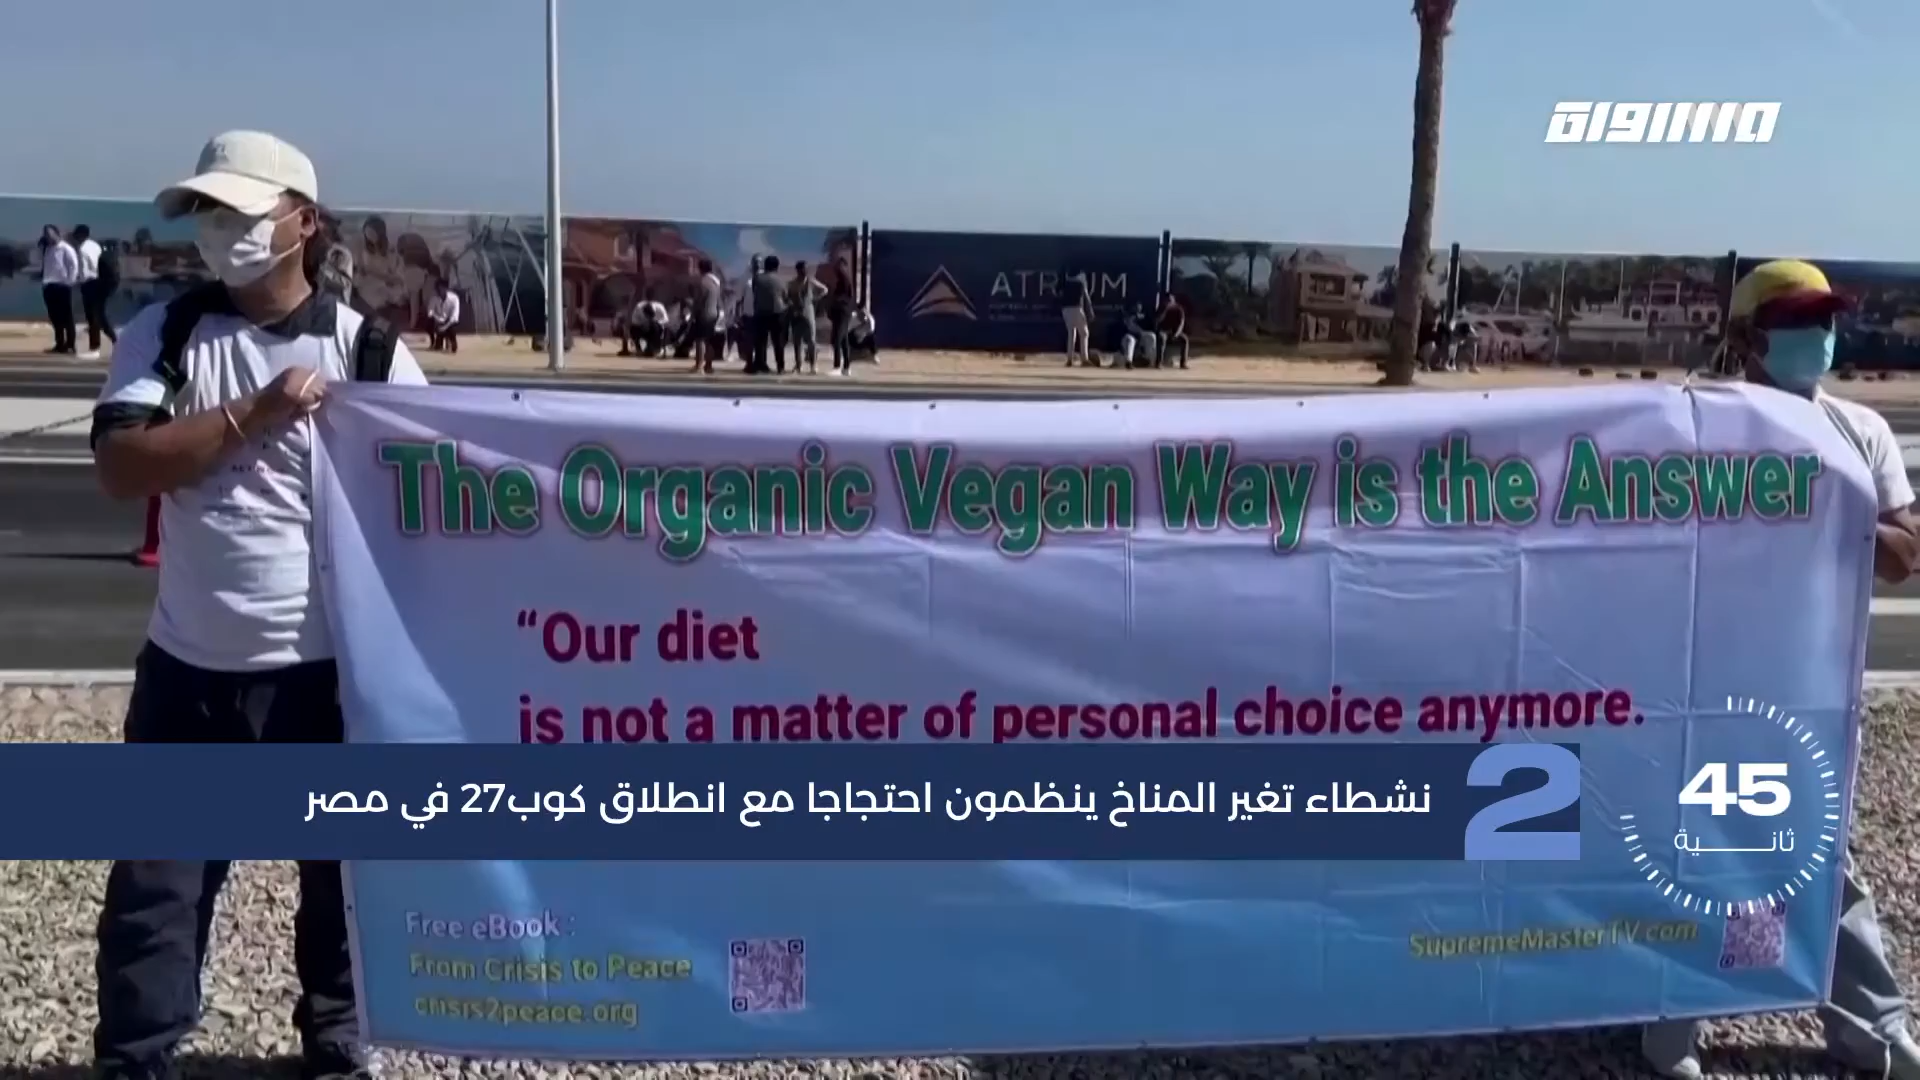 مساواة
ATRIUM
The Organic Vegan Way is the Answer
“Our diet
is not a matter of personal choice anymore.
2
نشطاء تغير المناخ ينظمون احتجاجا مع انطلاق كوب27 في مصر
45
ثانية
Free eBook :
From Crisis to Peace
crisis2peace.org
SupremeMasterTV.com